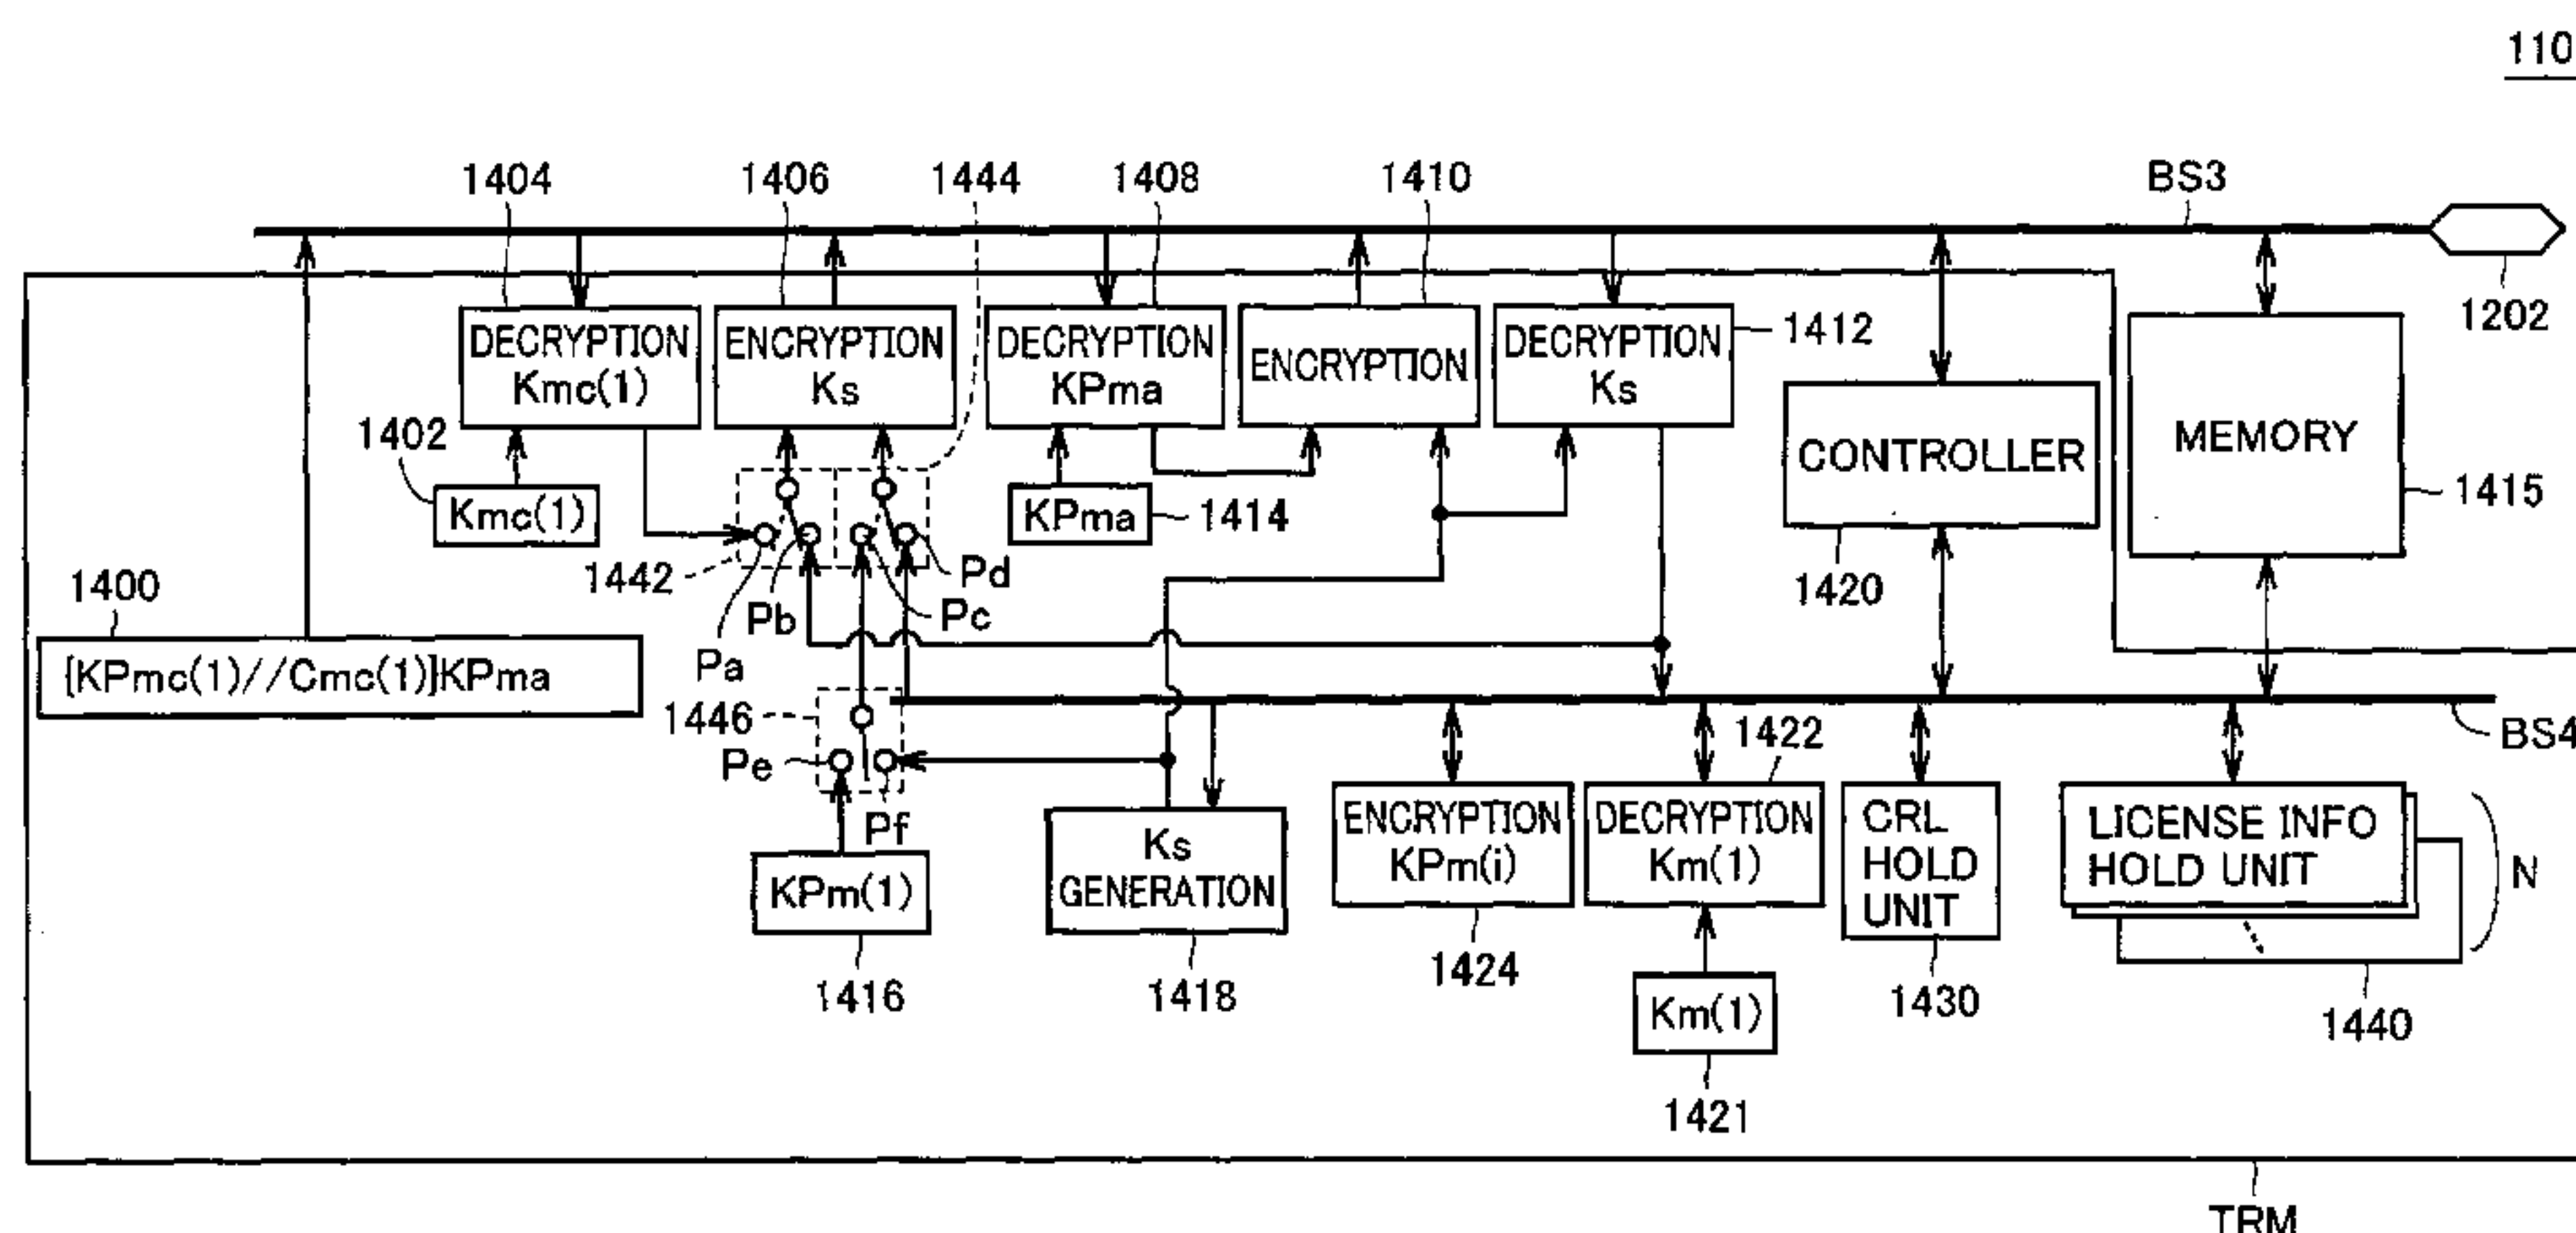 110
1404
1406
1444
1408
1410
BS3
1202
DECRYPTION
Kmc(1)
ENCRYPTION
Ks
DECRYPTION
KPma
ENCRYPTION
DECRYPTION
Ks
1412
CONTROLLER
MEMORY
1415
1402
Kmc(1)
KPma
1414
1442
Pd
Pb
Pc
Pa
1420
1400
{KPmc(1)//Cmc(1)}KPma
1446
Pe
Pf
1422
BS4
KPm(1)
Ks
GENERATION
ENCRYPTION
KPm(i)
DECRYPTION
Km(1)
CRL
HOLD
UNIT
LICENSE INFO
HOLD UNIT
N
1416
1418
1424
Km(1)
1430
1440
1421
TRM